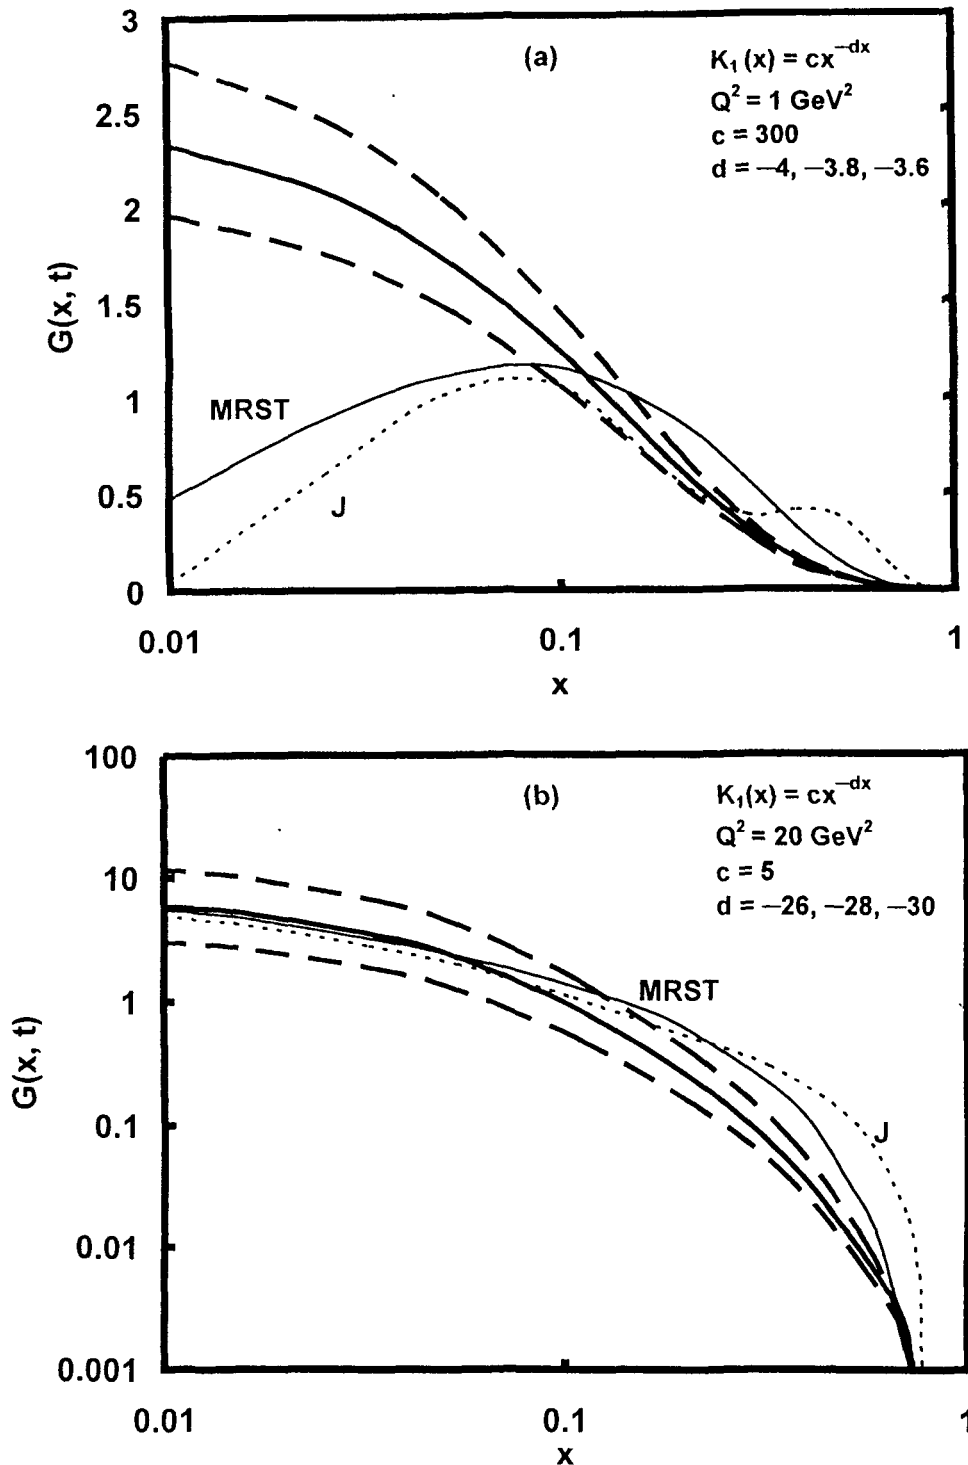 3
(a)
K₁ (x) = cx⁻ᵈˣ
Q² = 1 GeV²
c = 300
d = −4, −3.8, −3.6
2.5
2
1.5
1
0.5
0
G(x, t)
MRST
J
0.01
0.1
1
x
100
(b)
K₁(x) = cx⁻ᵈˣ
Q² = 20 GeV²
c = 5
d = −26, −28, −30
10
1
0.1
0.01
0.001
G(x, t)
MRST
J
0.01
0.1
1
x